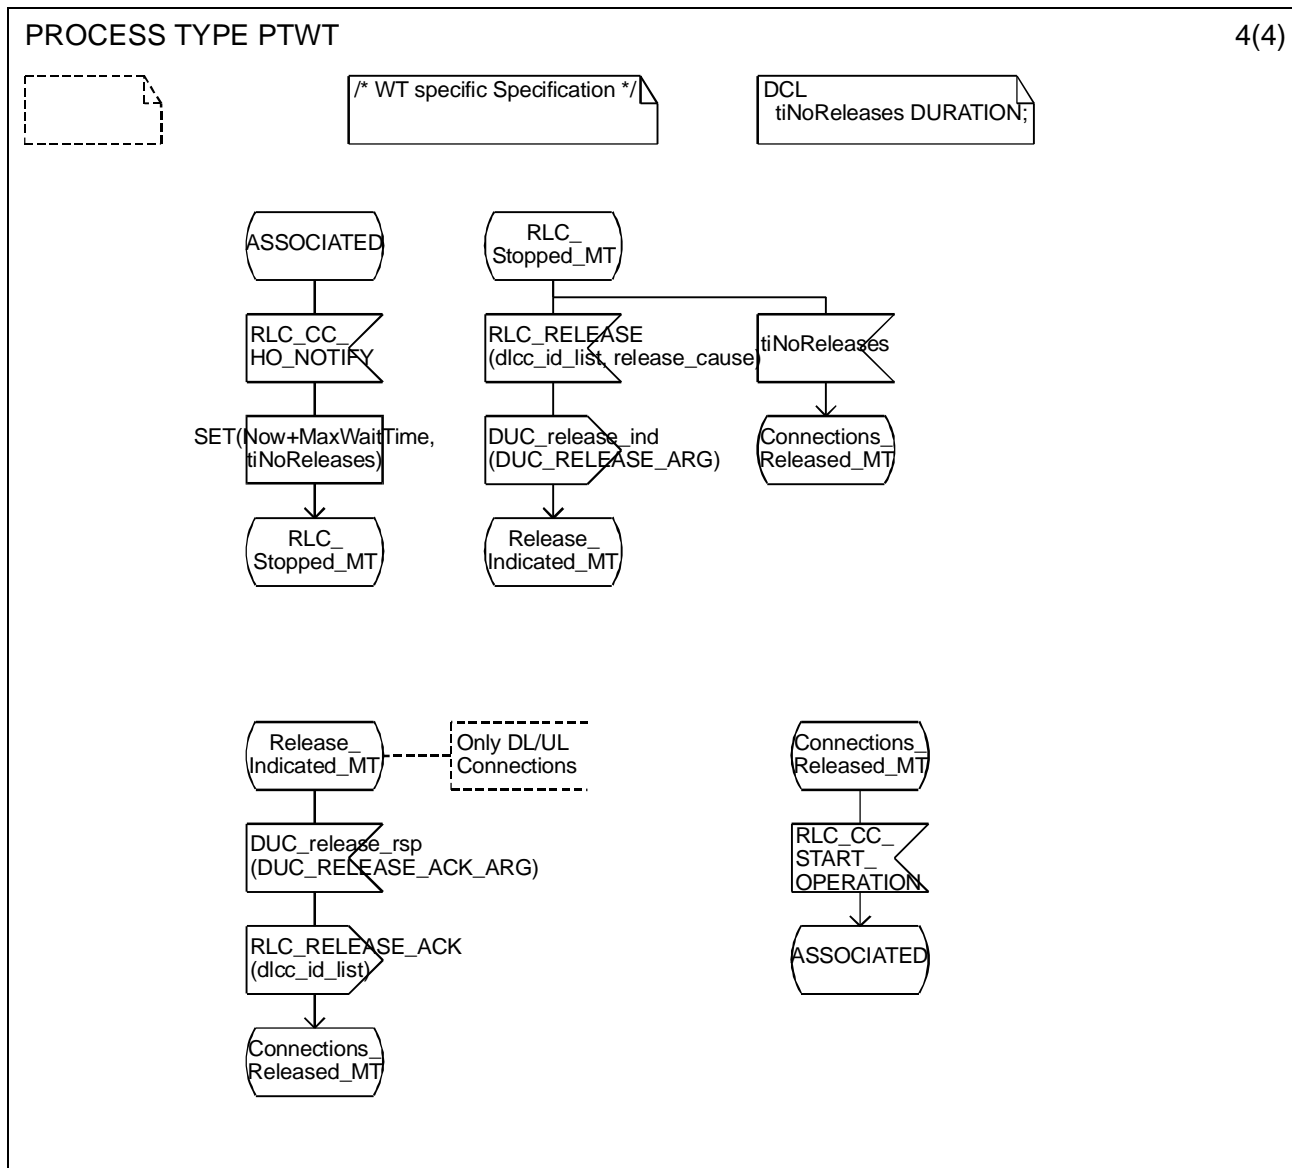 PROCESS TYPE PTWT
4(4)
/* WT specific Specification */
DCL
tiNoReleases DURATION;
ASSOCIATED
RLC_CC_
HO_NOTIFY
SET(Now+MaxWaitTime,
tiNoReleases)
RLC_
Stopped_MT
RLC_
Stopped_MT
RLC_RELEASE
(dlcc_id_list, release_cause)
DUC_release_ind
(DUC_RELEASE_ARG)
Release_
Indicated_MT
tiNoReleases
Connections_
Released_MT
Release_
Indicated_MT
Only DL/UL
Connections
DUC_release_rsp
(DUC_RELEASE_ACK_ARG)
RLC_RELEASE_ACK
(dlcc_id_list)
Connections_
Released_MT
Connections_
Released_MT
RLC_CC_
START_
OPERATION
ASSOCIATED